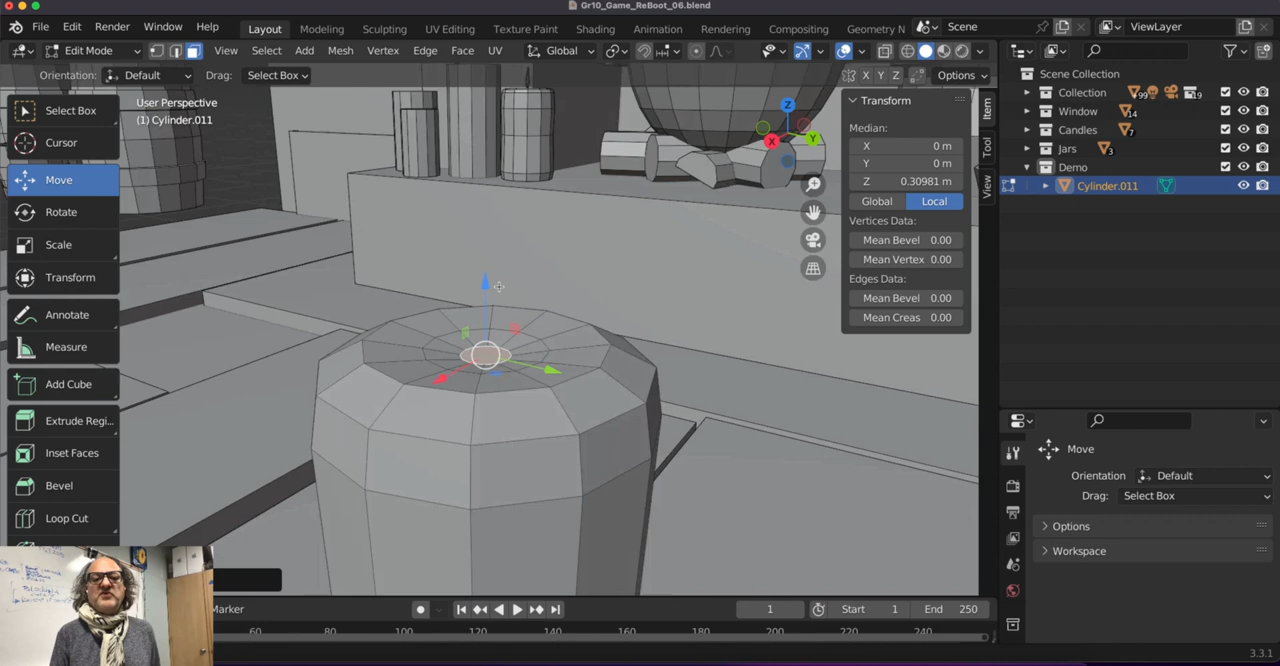 Gr10_Game_ReBoot_06.blend
File Edit Render Window Help Layout Modeling Sculpting UV Editing Texture Paint Shading Animation Rendering Compositing Geometry N Scene ViewLayer
Edit Mode View Select Add Mesh Vertex Edge Face UV Global
Orientation: Default Drag: Select Box X Y Z Options
User Perspective
(1) Cylinder.011
Select Box
Cursor
Move
Rotate
Scale
Transform
Annotate
Measure
Add Cube
Extrude Regi...
Inset Faces
Bevel
Loop Cut
Z
X
Y
Transform
Median:
X 0 m
Y 0 m
Z 0.30981 m
Global Local
Vertices Data:
Mean Bevel 0.00
Mean Vertex 0.00
Edges Data:
Mean Bevel 0.00
Mean Creas 0.00
Item
Tool
View
Scene Collection
Collection 99 19
Window 14
Candles 7
Jars 3
Demo
Cylinder.011
Move
Orientation Default
Drag: Select Box
Options
Workspace
Marker 1 Start 1 End 250
60 80 100 120 140 160 180 200 220 240
3.3.1